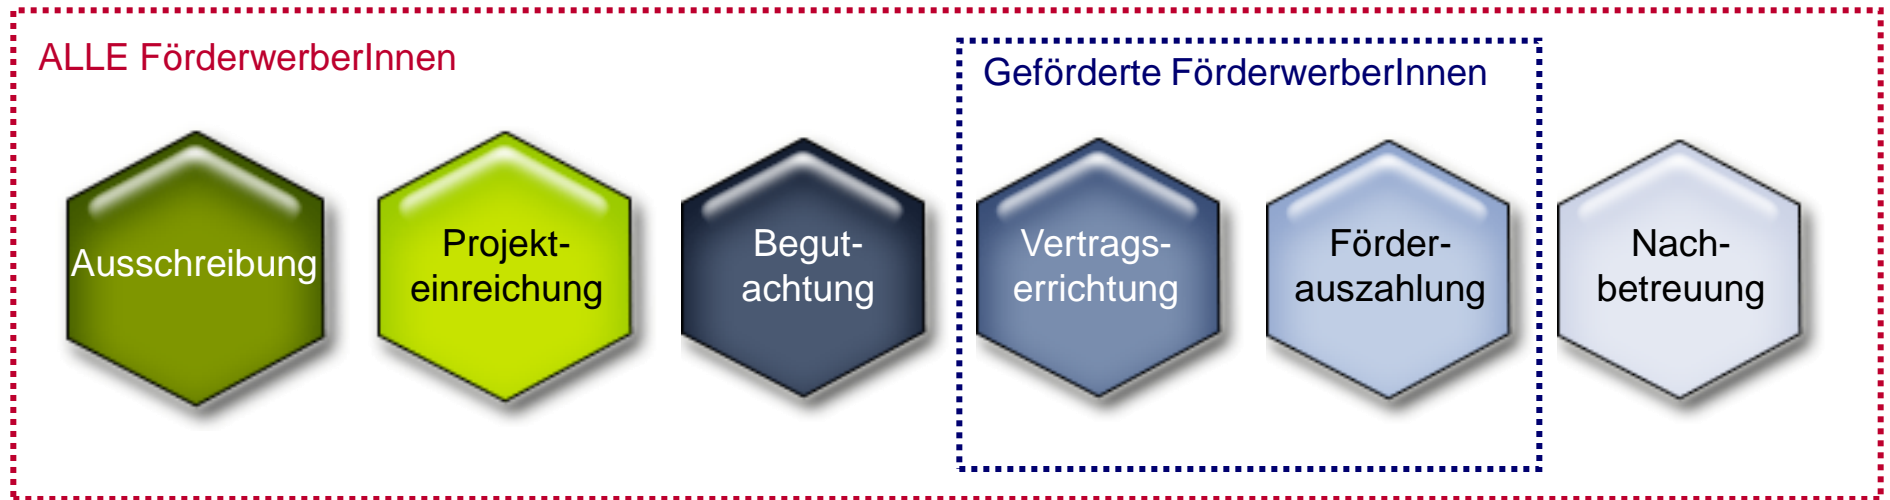 ALLE FörderwerberInnen
Geförderte FörderwerberInnen
Ausschreibung
Projekt-
einreichung
Begut-
achtung
Vertrags-
errichtung
Förder-
auszahlung
Nach-
betreuung